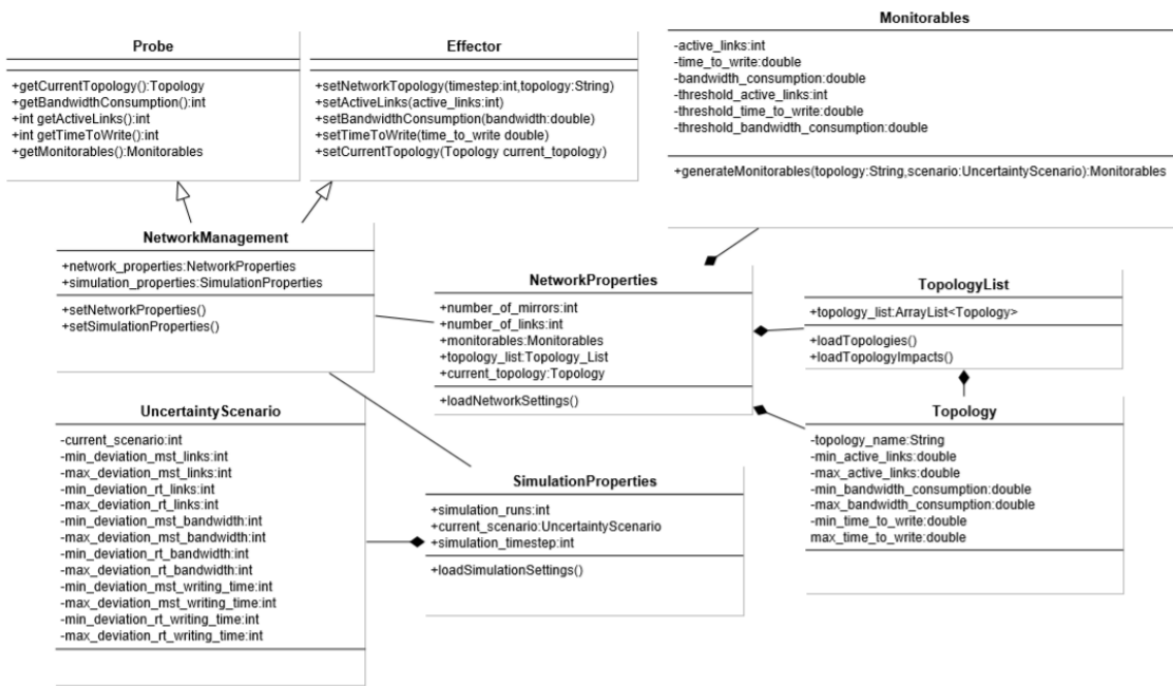 Probe
+getCurrentTopology():Topology
+getBandwidthConsumption():int
+int getActiveLinks():int
+int getTimeToWrite():int
+getMonitorables():Monitorables
Effector
+setNetworkTopology(timestep:int,topology:String)
+setActiveLinks(active_links:int)
+setBandwidthConsumption(bandwidth:double)
+setTimeToWrite(time_to_write double)
+setCurrentTopology(Topology current_topology)
Monitorables
-active_links:int
-time_to_write:double
-bandwidth_consumption:double
-threshold_active_links:int
-threshold_time_to_write:double
-threshold_bandwidth_consumption:double
+generateMonitorables(topology:String,scenario:UncertaintyScenario):Monitorables
NetworkManagement
+network_properties:NetworkProperties
+simulation_properties:SimulationProperties
+setNetworkProperties()
+setSimulationProperties()
NetworkProperties
+number_of_mirrors:int
+number_of_links:int
+monitorables:Monitorables
+topology_list:Topology_List
+current_topology:Topology
+loadNetworkSettings()
TopologyList
+topology_list:ArrayList<Topology>
+loadTopologies()
+loadTopologyImpacts()
UncertaintyScenario
-current_scenario:int
-min_deviation_mst_links:int
-max_deviation_mst_links:int
-min_deviation_rt_links:int
-max_deviation_rt_links:int
-min_deviation_mst_bandwidth:int
-max_deviation_mst_bandwidth:int
-min_deviation_rt_bandwidth:int
-max_deviation_rt_bandwidth:int
-min_deviation_mst_writing_time:int
-max_deviation_mst_writing_time:int
-min_deviation_rt_writing_time:int
-max_deviation_rt_writing_time:int
SimulationProperties
+simulation_runs:int
+current_scenario:UncertaintyScenario
+simulation_timestep:int
+loadSimulationSettings()
Topology
-topology_name:String
-min_active_links:double
-max_active_links:double
-min_bandwidth_consumption:double
-max_bandwidth_consumption:double
-min_time_to_write:double
max_time_to_write:double